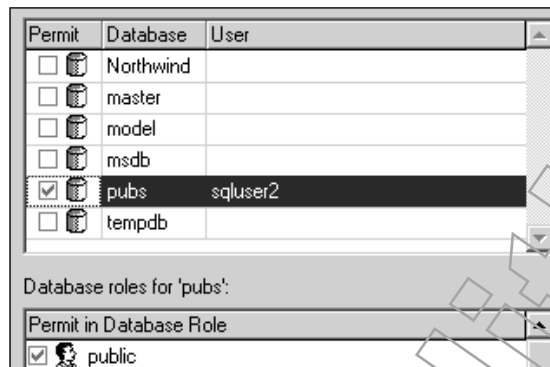 Permit Database User
Northwind
master
model
msdb
pubs sqluser2
tempdb
Database roles for 'pubs':
Permit in Database Role
public